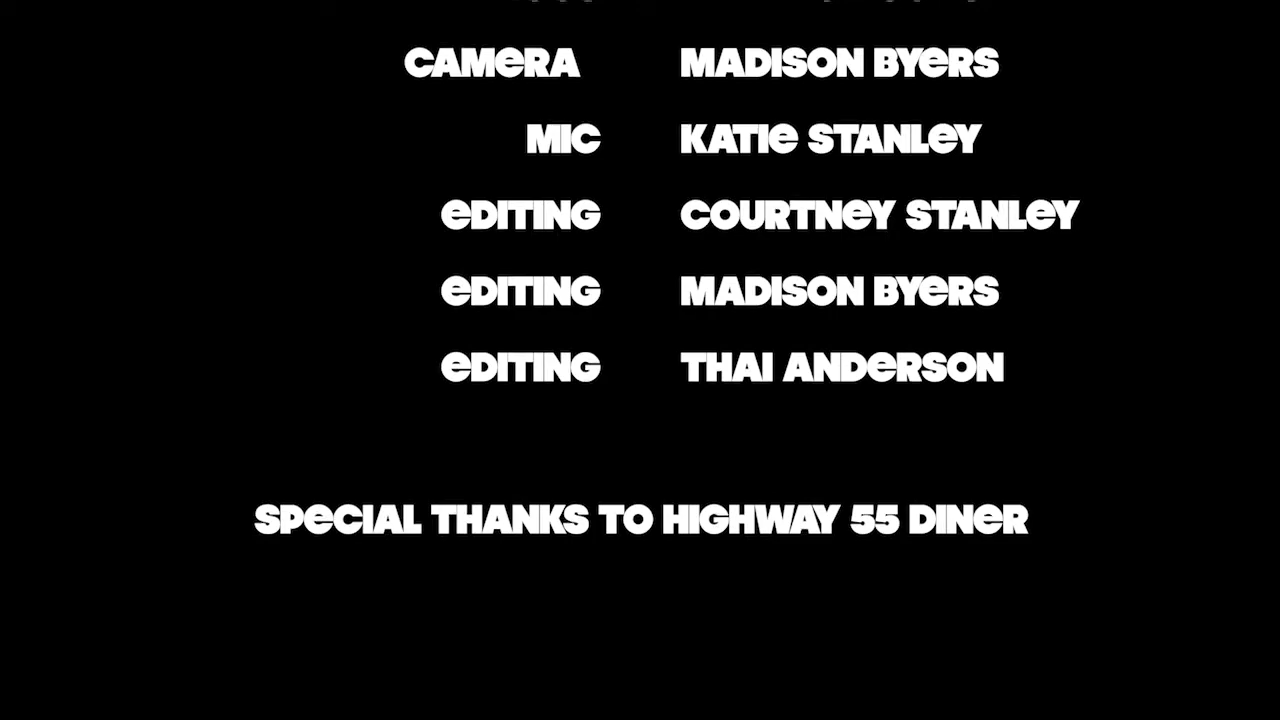 CAMeRA MADISON BYeRS
MIC KATIe STANLeY
eDITING COURTNeY STANLeY
eDITING MADISON BYeRS
eDITING THAI ANDeRSON
SPeCIAL THANKS TO HIGHWAY 55 DINeR